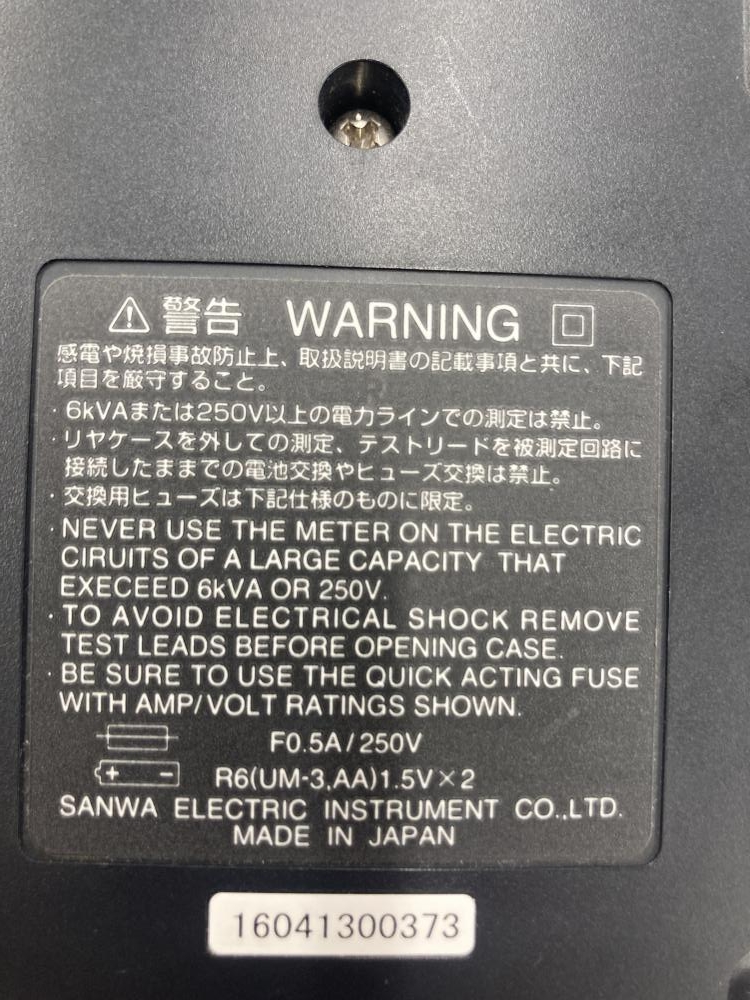 警告 WARNING
感電や焼損事故防止上、取扱説明書の記載事項と共に、下記
項目を厳守すること。
・6kVAまたは250V以上の電力ラインでの測定は禁止。
・リヤケースを外しての測定、テストリードを被測定回路に
接続したままでの電池交換やヒューズ交換は禁止。
・交換用ヒューズは下記仕様のものに限定。
・NEVER USE THE METER ON THE ELECTRIC
CIRUITS OF A LARGE CAPACITY THAT
EXECEED 6kVA OR 250V.
・TO AVOID ELECTRICAL SHOCK REMOVE
TEST LEADS BEFORE OPENING CASE.
・BE SURE TO USE THE QUICK ACTING FUSE
WITH AMP/VOLT RATINGS SHOWN.
F0.5A/250V
R6(UM-3,AA)1.5V×2
SANWA ELECTRIC INSTRUMENT CO.,LTD.
MADE IN JAPAN
16041300373